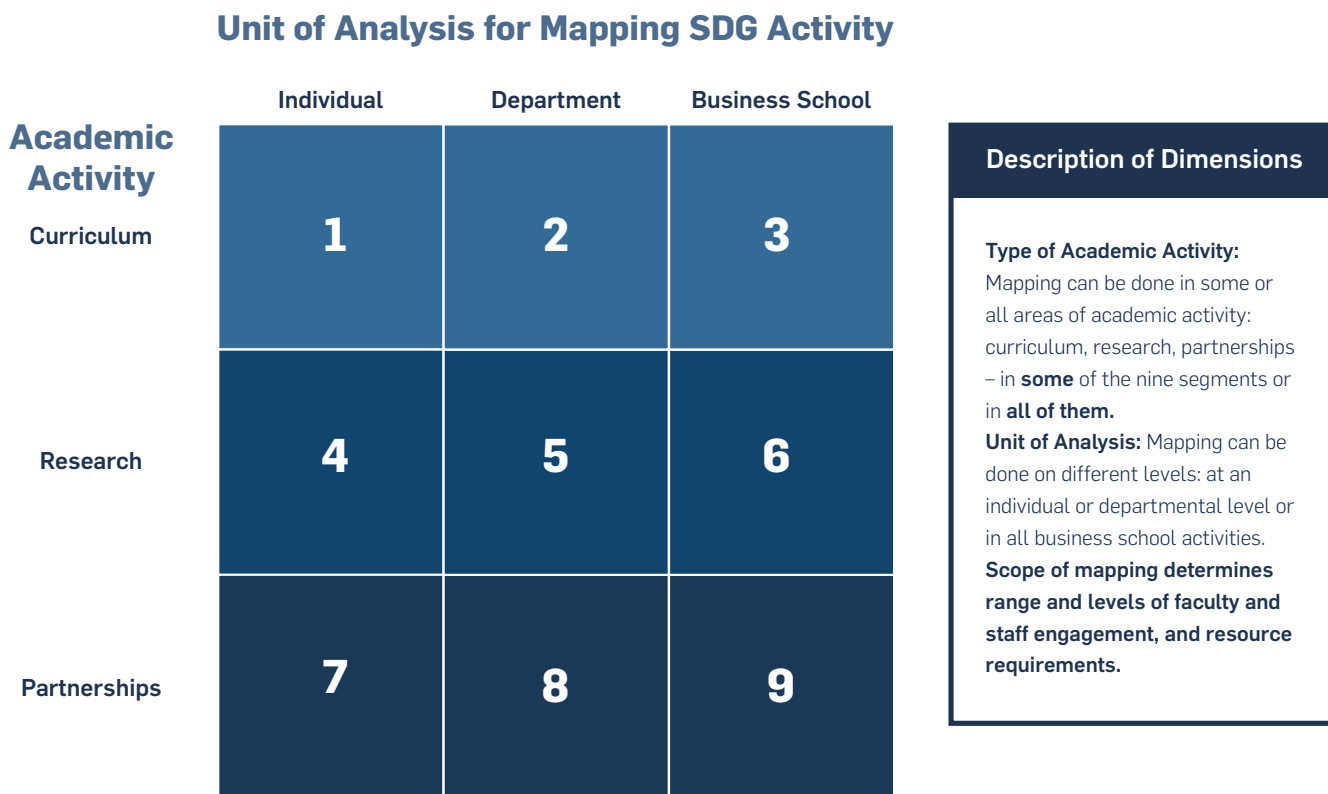 Unit of Analysis for Mapping SDG Activity
Individual
Department
Business School
Academic
Activity
Curriculum
1
2
3
Research
4
5
6
Partnerships
7
8
9
Description of Dimensions
Type of Academic Activity:
Mapping can be done in some or
all areas of academic activity:
curriculum, research, partnerships
– in some of the nine segments or
in all of them.
Unit of Analysis: Mapping can be
done on different levels: at an
individual or departmental level or
in all business school activities.
Scope of mapping determines
range and levels of faculty and
staff engagement, and resource
requirements.